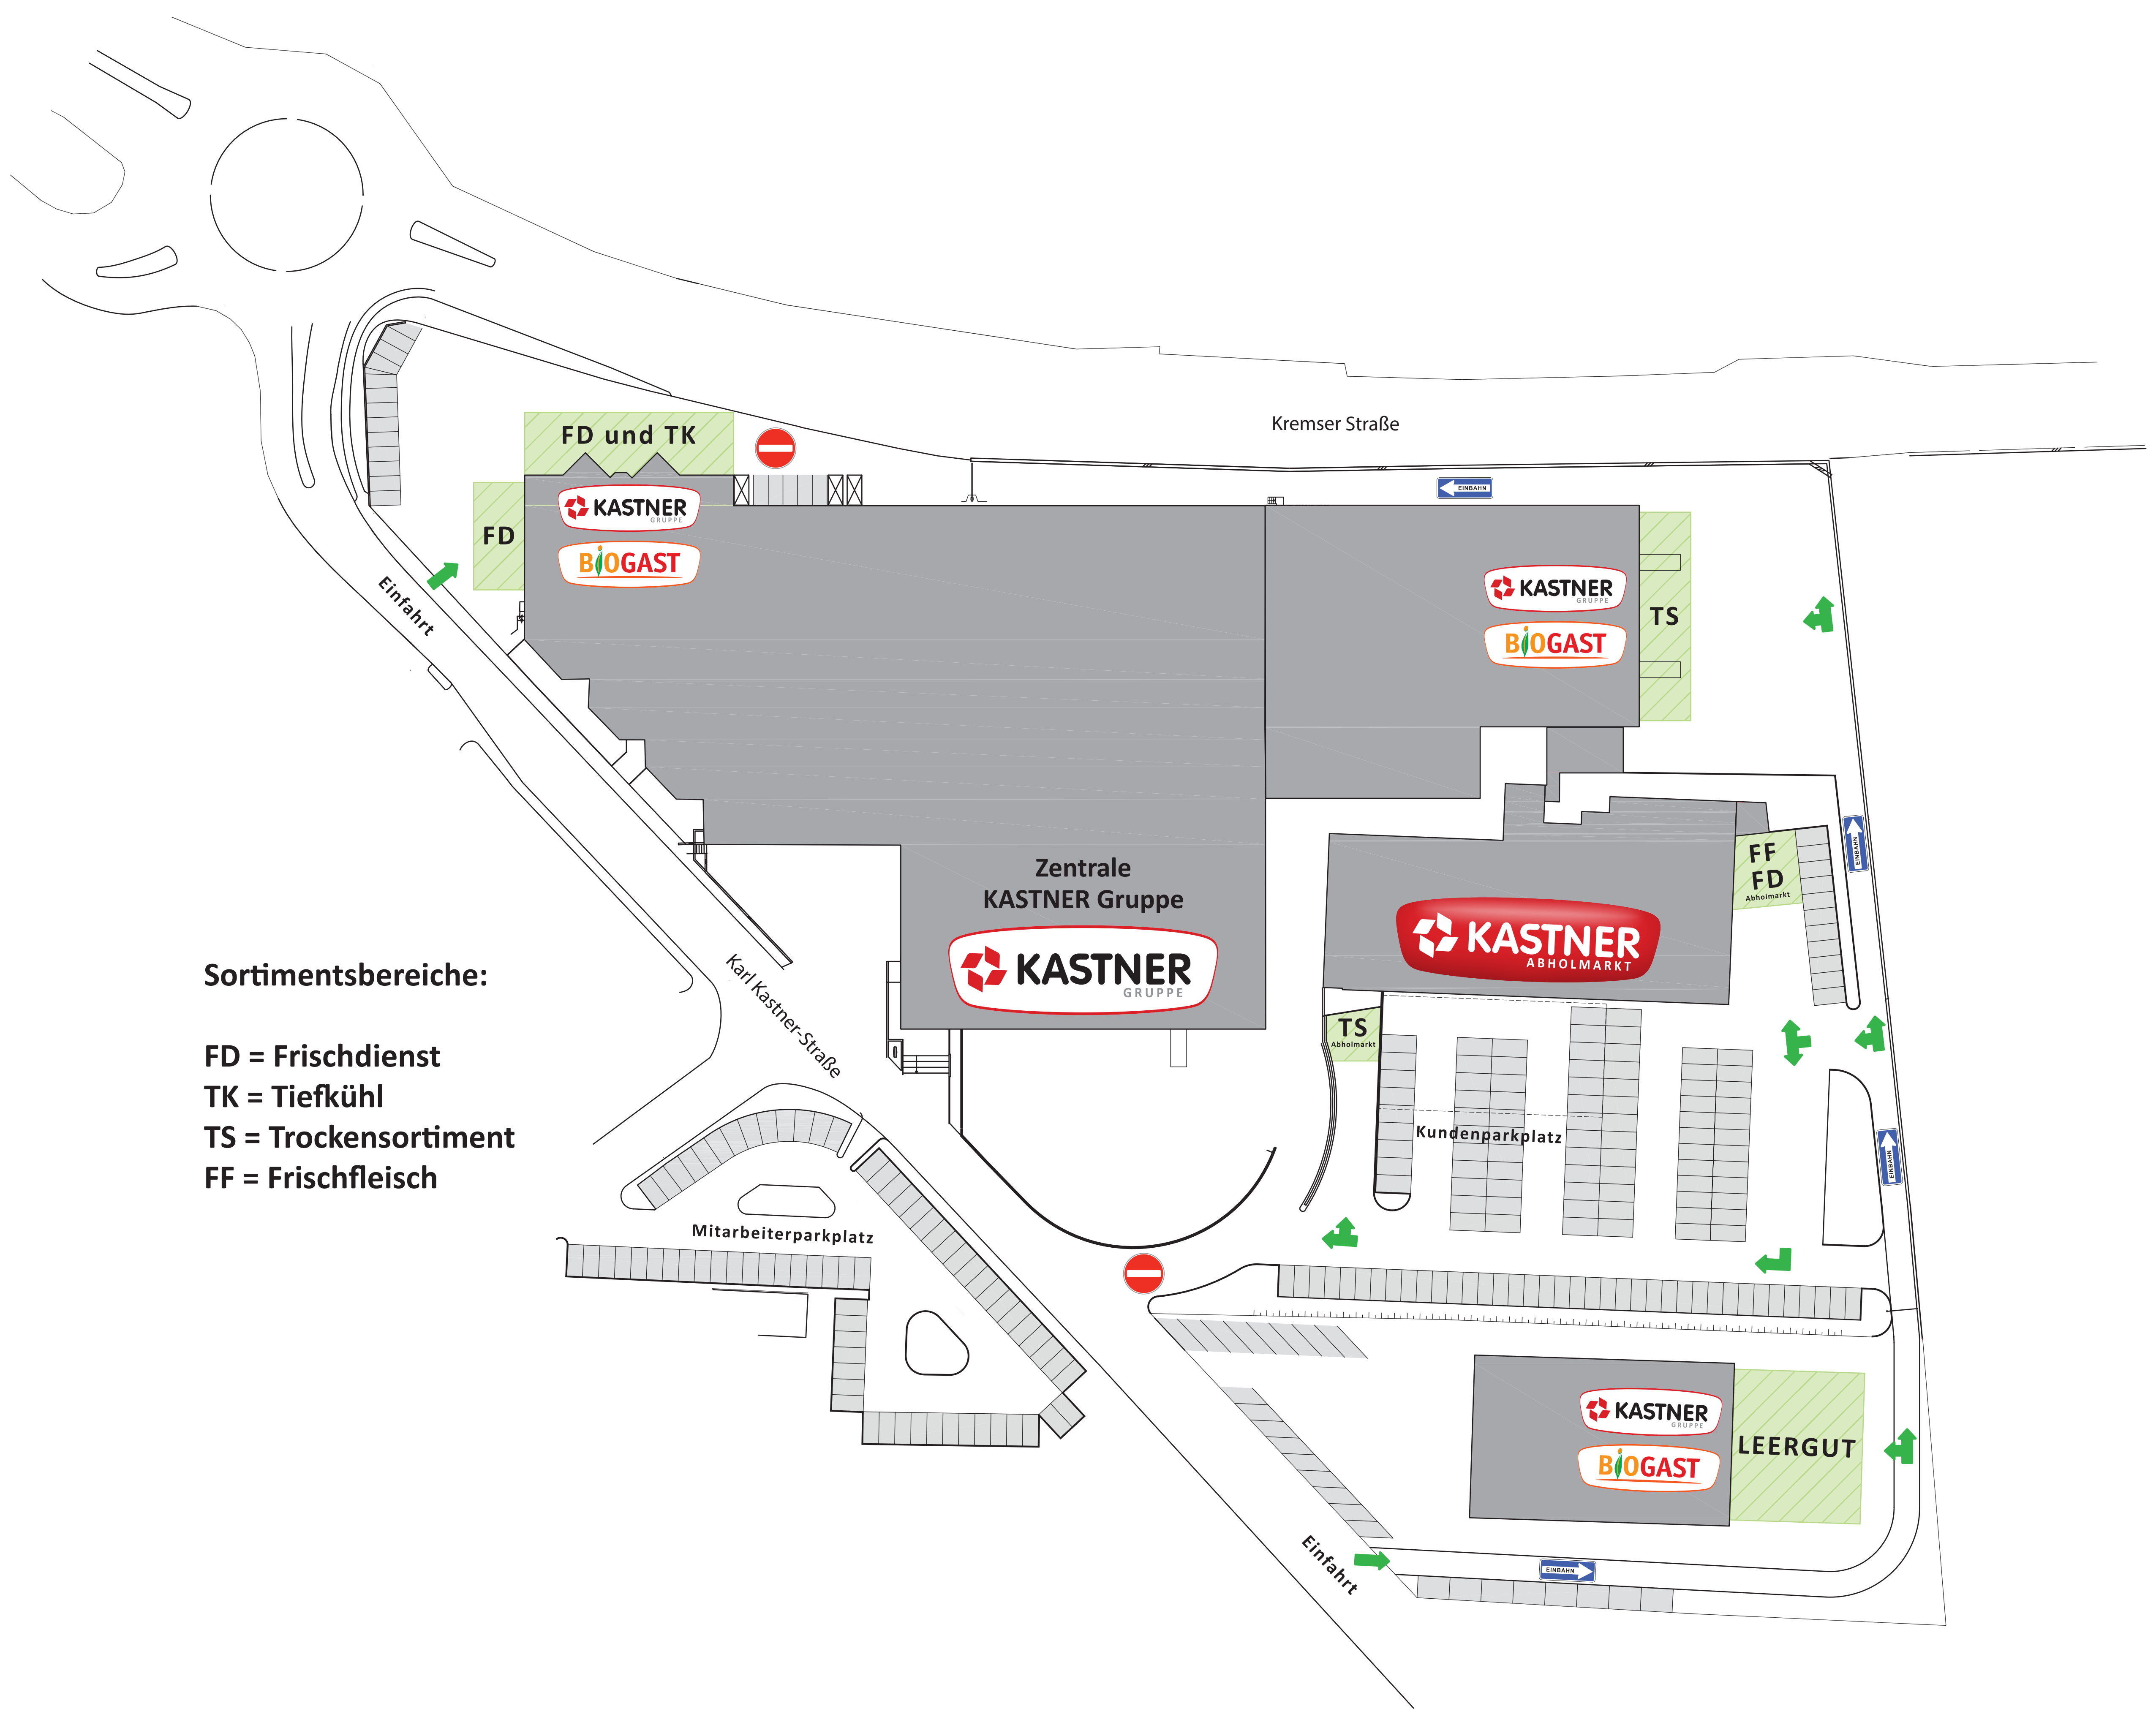 Kremser Straße
FD und TK
EINBAHN
KASTNER
GRUPPE
FD
BIOGAST
KASTNER
GRUPPE
TS
BIOGAST
Einfahrt
EINBAHN
FF
FD
Abholmarkt
Zentrale
KASTNER Gruppe
KASTNER
ABHOLMARKT
KASTNER
GRUPPE
Karl Kastner-Straße
TS
Abholmarkt
Sortimentsbereiche:
FD = Frischdienst
TK = Tiefkühl
TS = Trockensortiment
FF = Frischfleisch
Kundenparkplatz
EINBAHN
Mitarbeiterparkplatz
KASTNER
GRUPPE
LEERGUT
BIOGAST
Einfahrt
EINBAHN